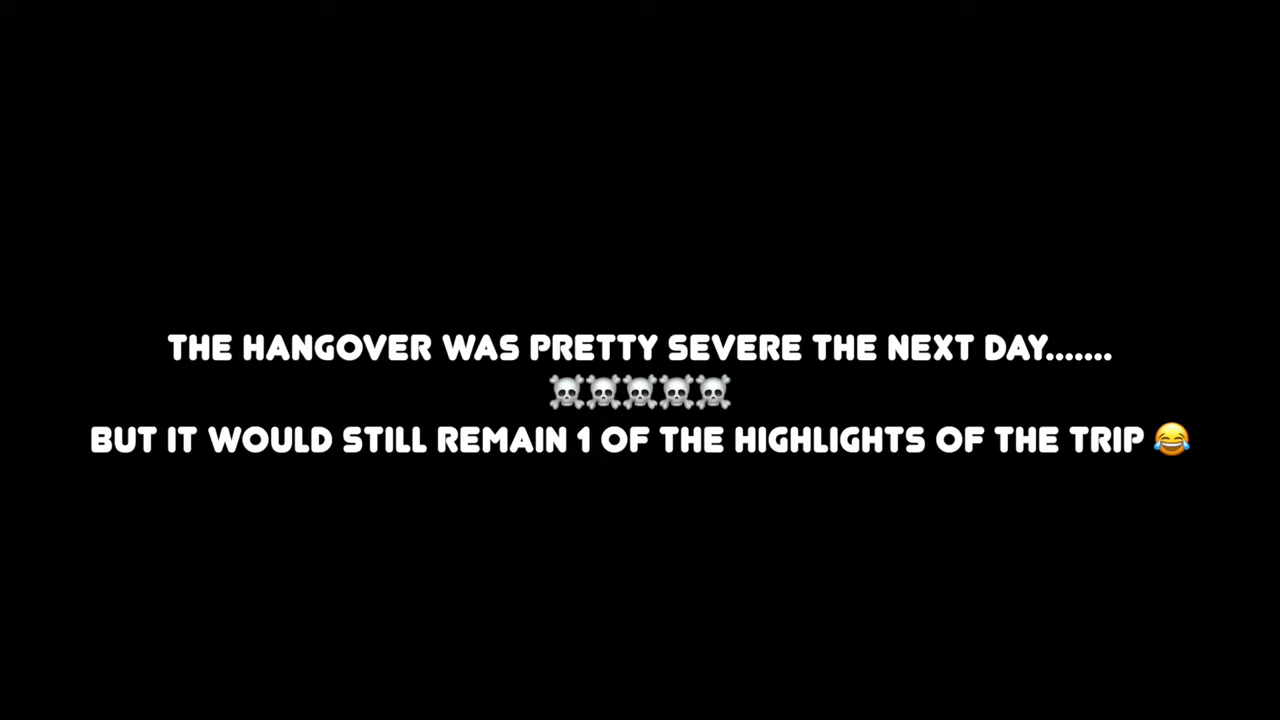 THE HANGOVER WAS PRETTY SEVERE THE NEXT DAY.......
☠️☠️☠️☠️☠️
BUT IT WOULD STILL REMAIN 1 OF THE HIGHLIGHTS OF THE TRIP 😂